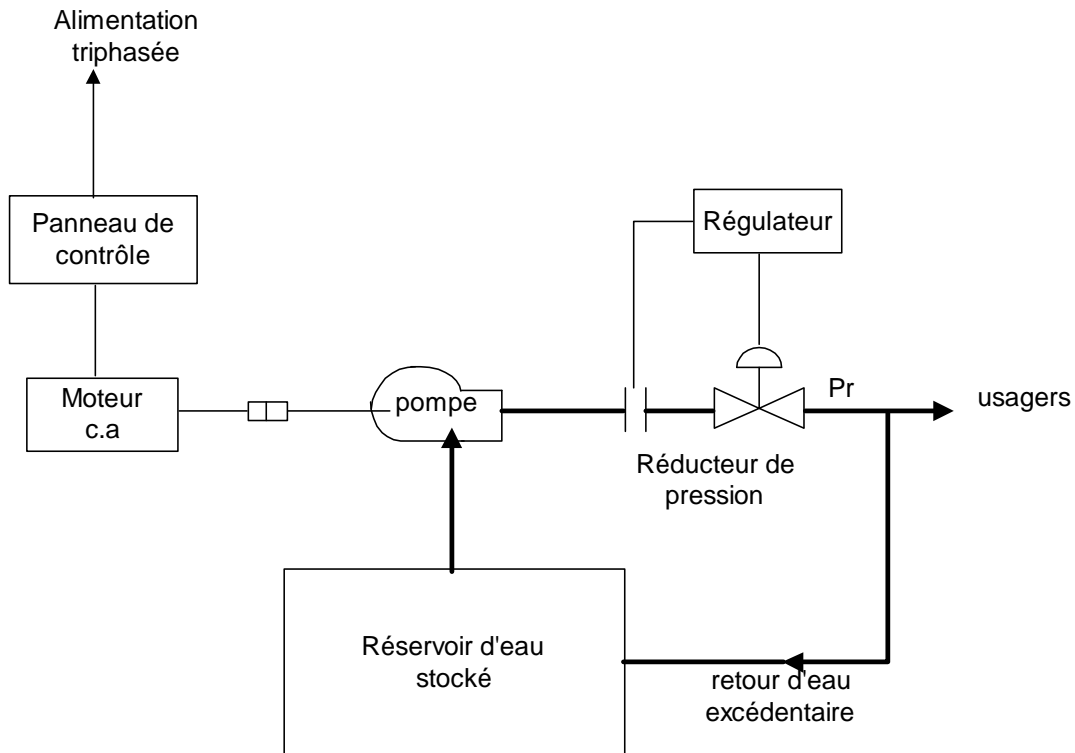 Alimentation
triphasée
Panneau de
contrôle
Régulateur
Moteur
c.a
pompe
Pr
usagers
Réducteur de
pression
Réservoir d'eau
stocké
retour d'eau
excédentaire